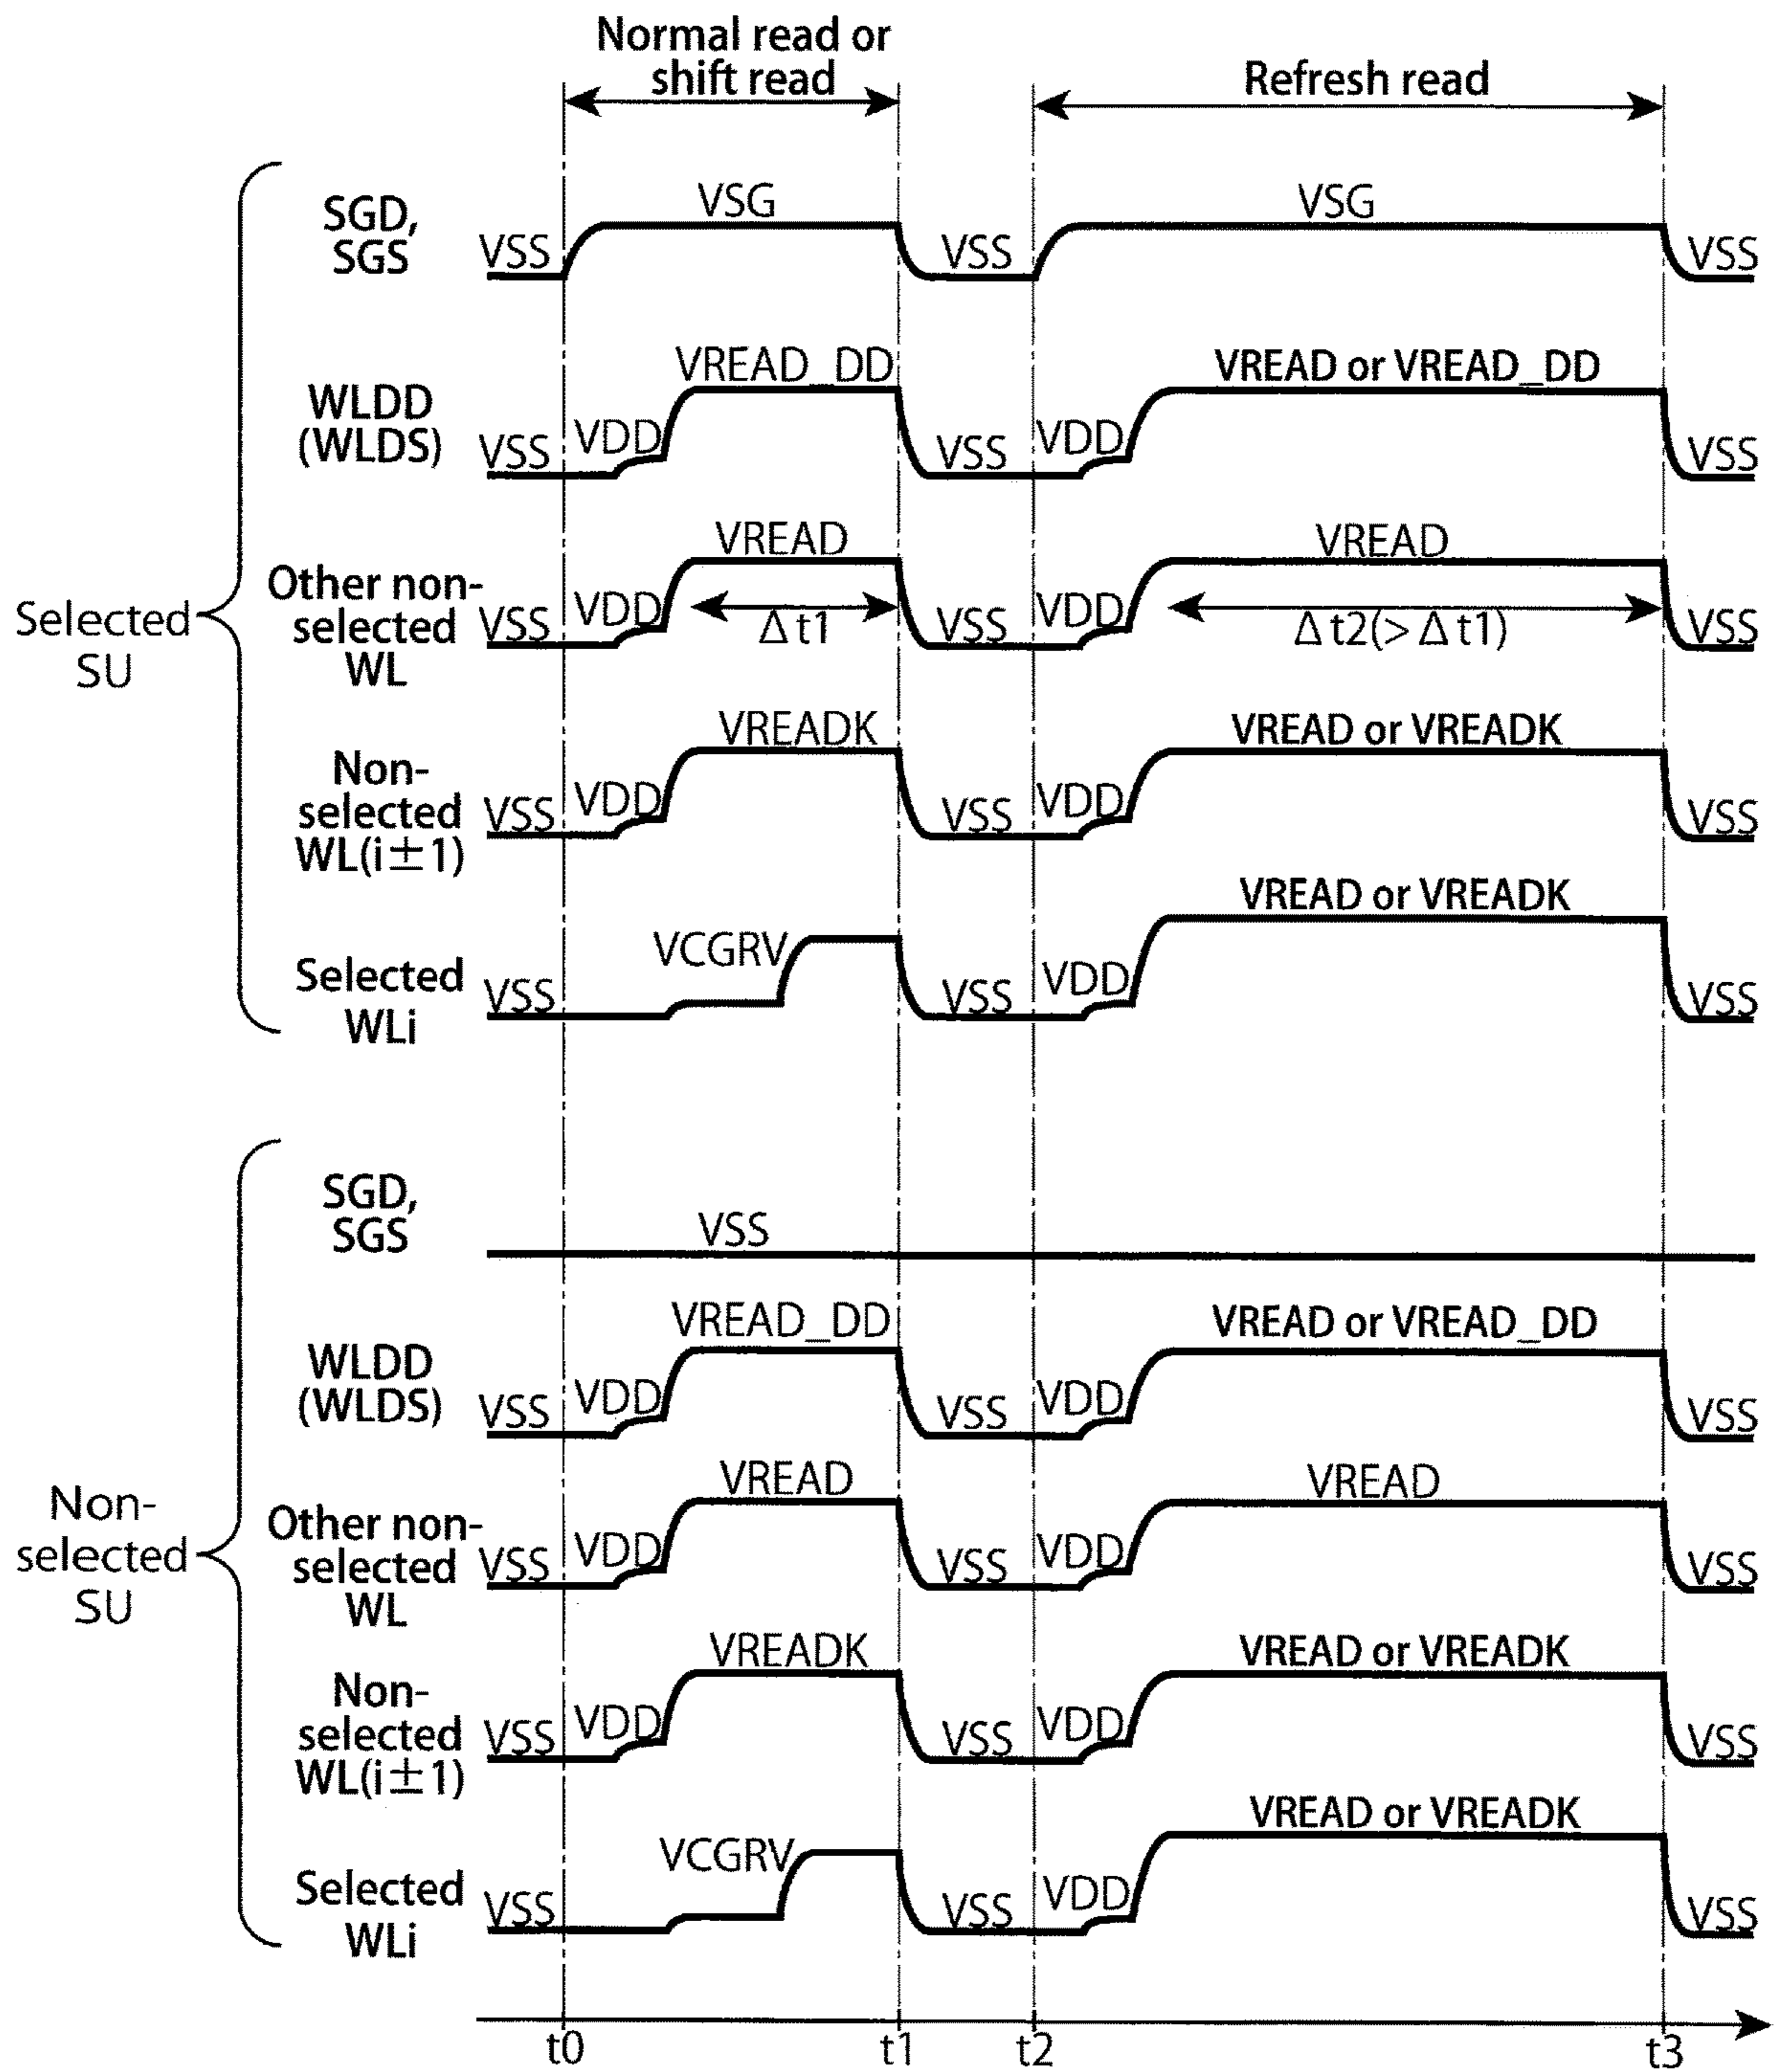 Normal read or
shift read
Refresh read
Selected
SU
SGD,
SGS
VSS
VSG
VSS
VSG
VSS
WLDD
(WLDS)
VSS
VDD
VREAD_DD
VSS
VDD
VREAD or VREAD_DD
VSS
Other non-
selected
WL
VSS
VDD
VREAD
Δt1
VSS
VDD
VREAD
Δt2(>Δt1)
VSS
Non-
selected
WL(i±1)
VSS
VDD
VREADK
VSS
VDD
VREAD or VREADK
VSS
Selected
WLi
VSS
VCGRV
VSS
VDD
VREAD or VREADK
VSS
Non-
selected
SU
SGD,
SGS
VSS
WLDD
(WLDS)
VSS
VDD
VREAD_DD
VSS
VDD
VREAD or VREAD_DD
VSS
Other non-
selected
WL
VSS
VDD
VREAD
VSS
VDD
VREAD
VSS
Non-
selected
WL(i±1)
VSS
VDD
VREADK
VSS
VDD
VREAD or VREADK
VSS
Selected
WLi
VSS
VCGRV
VSS
VDD
VREAD or VREADK
VSS
t0
t1
t2
t3